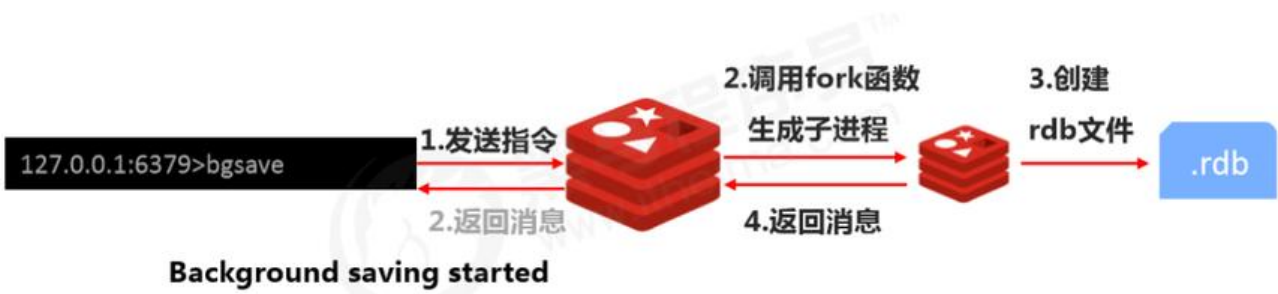 2.调用fork函数
生成子进程
3.创建
rdb文件
1.发送指令
127.0.0.1:6379>bgsave
.rdb
2.返回消息
4.返回消息
Background saving started